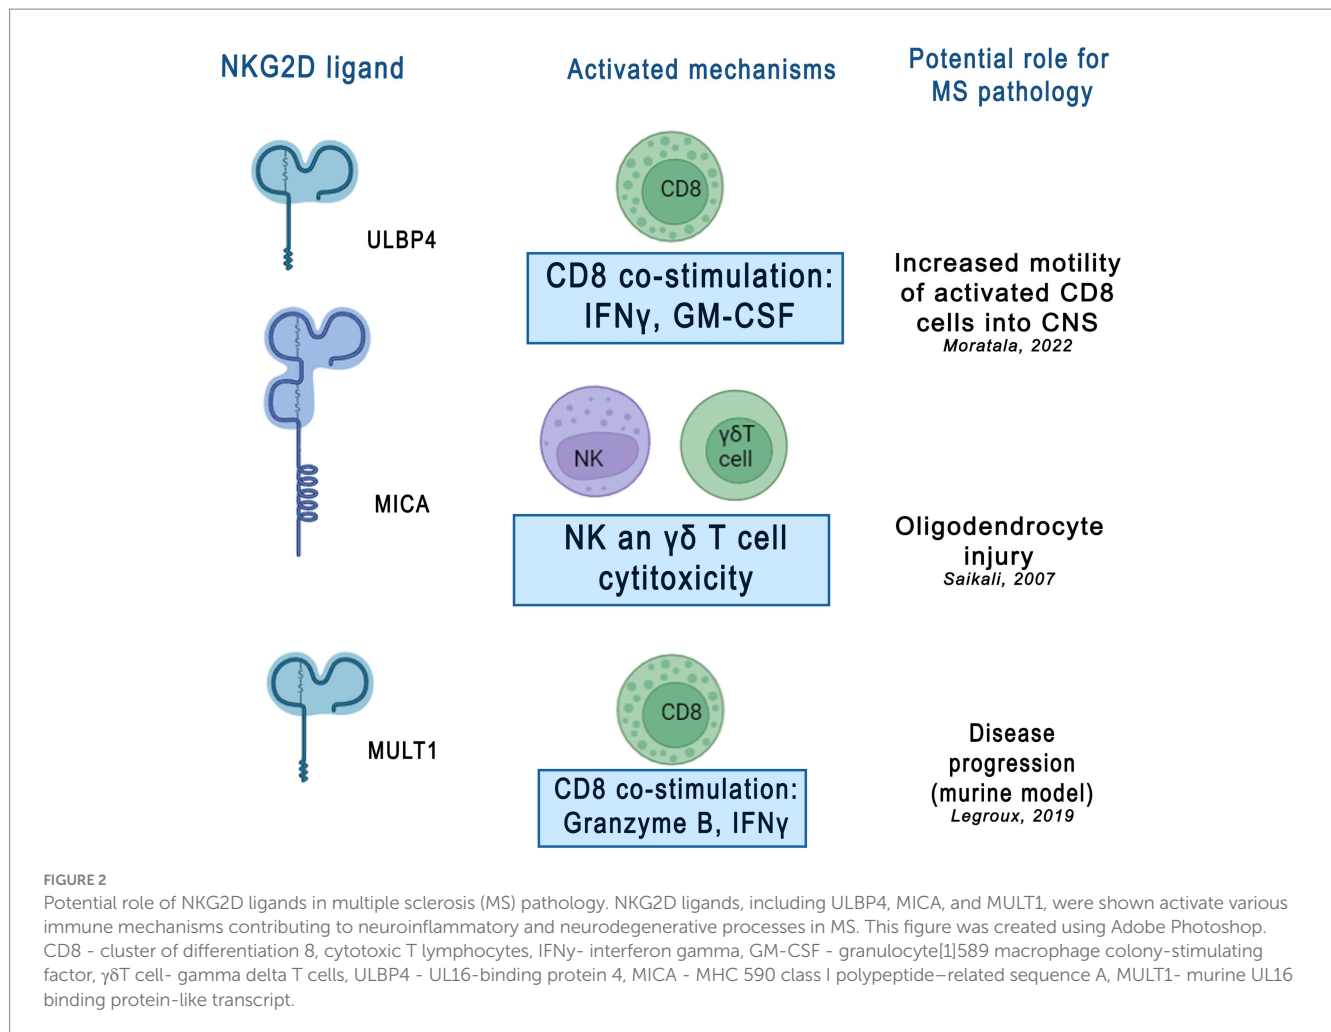 NKG2D ligand
Activated mechanisms
Potential role for
MS pathology
S
S
ULBP4
CD8
CD8 co-stimulation:
IFNγ, GM-CSF
Increased motility
of activated CD8
cells into CNS
Moratala, 2022
MICA
NK
γδT
cell
NK an γδ T cell
cytitoxicity
Oligodendrocyte
injury
Saikali, 2007
S
S
MULT1
CD8
CD8 co-stimulation:
Granzyme B, IFNγ
Disease
progression
(murine model)
Legroux, 2019
FIGURE 2
Potential role of NKG2D ligands in multiple sclerosis (MS) pathology. NKG2D ligands, including ULBP4, MICA, and MULT1, were shown activate various
immune mechanisms contributing to neuroinflammatory and neurodegenerative processes in MS. This figure was created using Adobe Photoshop.
CD8 - cluster of differentiation 8, cytotoxic T lymphocytes, IFNy- interferon gamma, GM-CSF - granulocyte[1]589 macrophage colony-stimulating
factor, γδT cell- gamma delta T cells, ULBP4 - UL16-binding protein 4, MICA - MHC 590 class I polypeptide–related sequence A, MULT1- murine UL16
binding protein-like transcript.